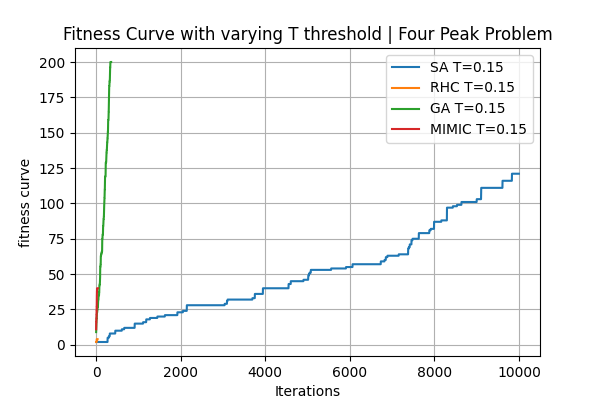 Fitness Curve with varying T threshold | Four Peak Problem
200
175
150
125
100
75
50
25
0
fitness curve
SA T=0.15
RHC T=0.15
GA T=0.15
MIMIC T=0.15
0 2000 4000 6000 8000 10000
Iterations